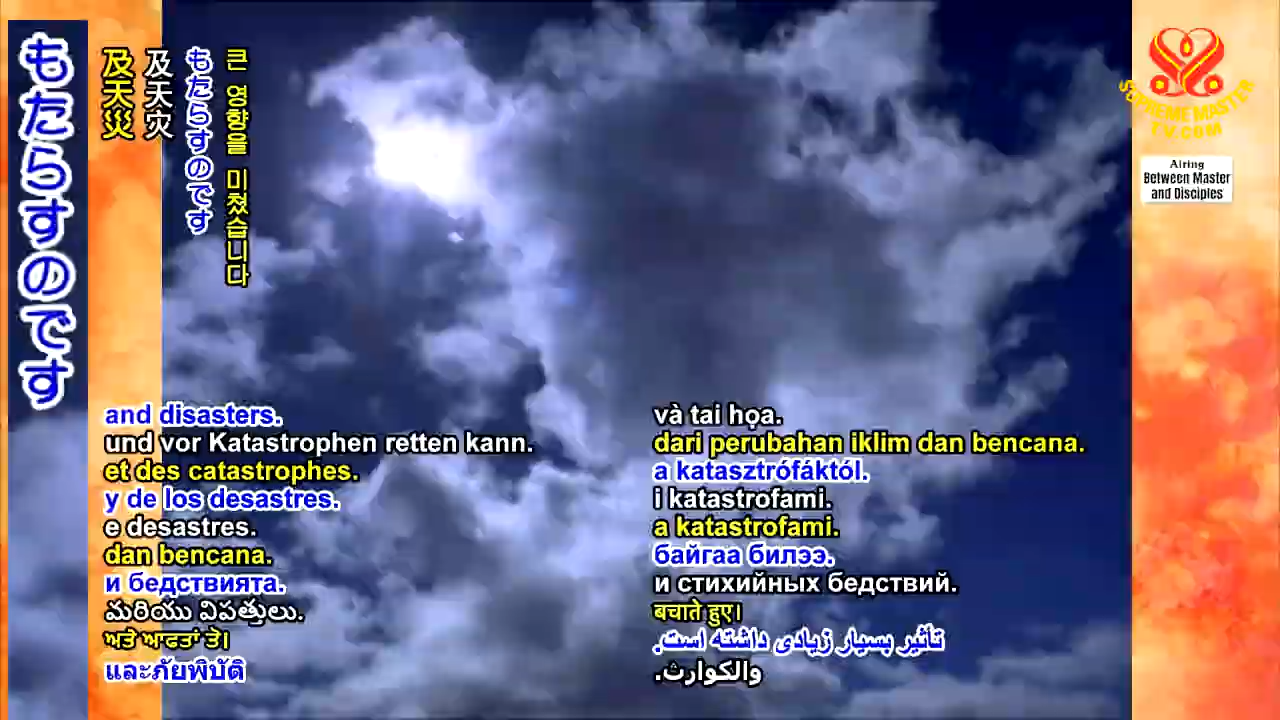 もたらすのです
及天災
及天灾
もたらすのです
큰 영향을 미쳤습니다
SUPREME MASTER
TV.COM
Airing
Between Master
and Disciples
and disasters.
und vor Katastrophen retten kann.
et des catastrophes.
y de los desastres.
e desastres.
dan bencana.
и бедствията.
మరియు విపత్తులు.
ਅਤੇ ਆਫਤਾਂ ਤੇ।
และภัยพิบัติ
và tai họa.
dari perubahan iklim dan bencana.
a katasztrófáktól.
i katastrofami.
a katastrofami.
байгаа билээ.
и стихийных бедствий.
बचाते हुए।
تأثیر بسیار زیادی داشته است.
والكوارث.